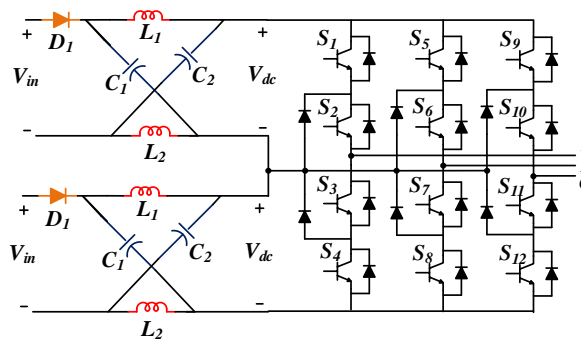 + D1 L1 + S1 S5 S9
Vin C1 C2 Vdc
S2 S6 S10
- L2 -
+ D1 L1 + S3 S7 S11
Vin C1 C2 Vdc
S4 S8 S12
- L2 -